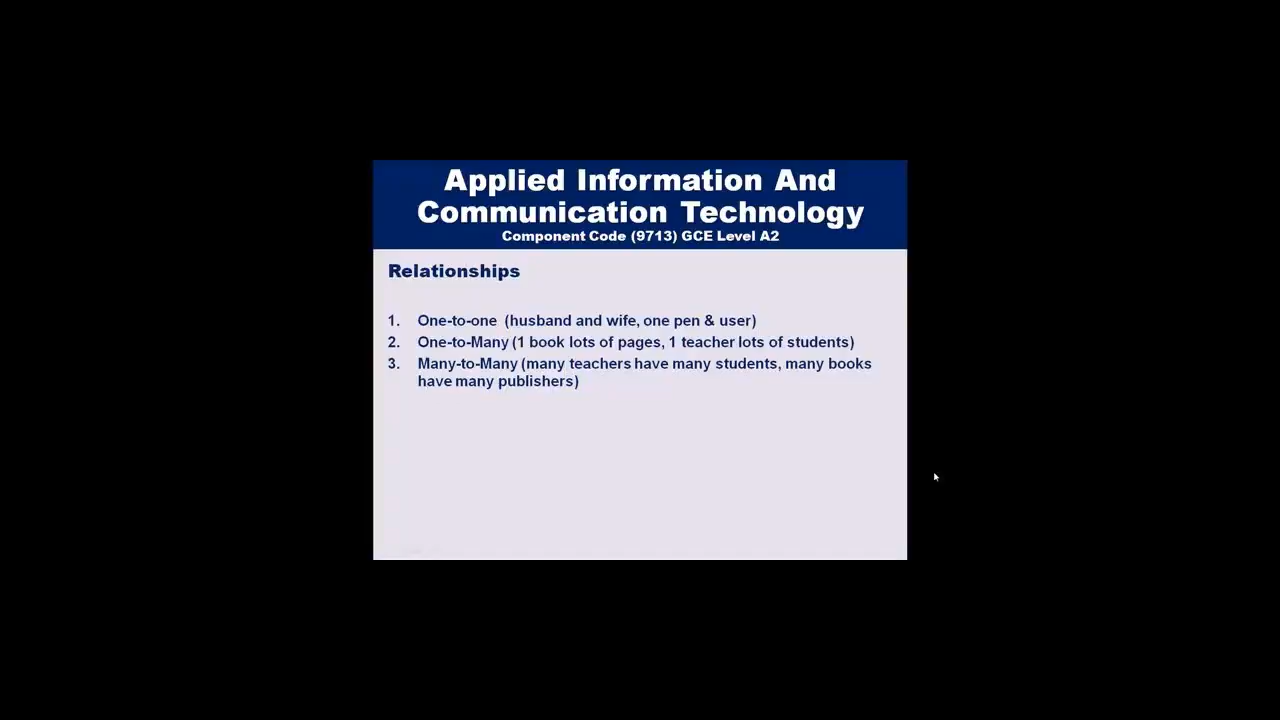 Applied Information And
Communication Technology
Component Code (9713) GCE Level A2
Relationships
1. One-to-one (husband and wife, one pen & user)
2. One-to-Many (1 book lots of pages, 1 teacher lots of students)
3. Many-to-Many (many teachers have many students, many books
have many publishers)